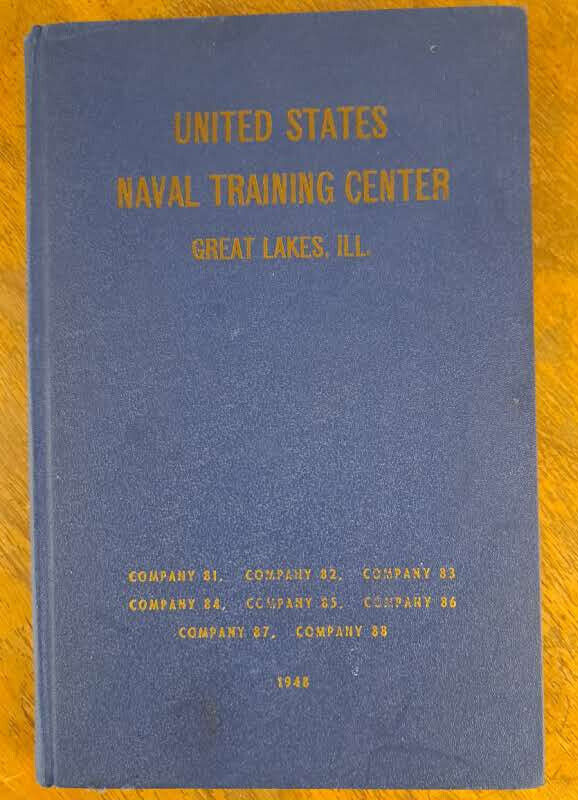 UNITED STATES
NAVAL TRAINING CENTER
GREAT LAKES, ILL.
COMPANY 81, COMPANY 82, COMPANY 83
COMPANY 84, COMPANY 85, COMPANY 86
COMPANY 87, COMPANY 88
1948